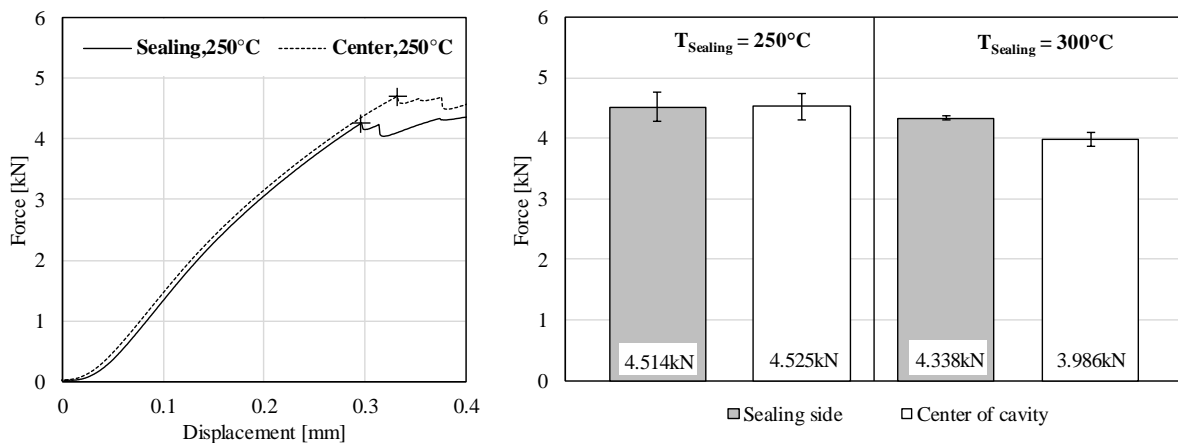 Force [kN]
6
5
4
3
2
1
0
Sealing,250°C
Center,250°C
0
0.1
0.2
0.3
0.4
Displacement [mm]
Force [kN]
6
5
4
3
2
1
0
T_Sealing = 250°C
T_Sealing = 300°C
4.514kN
4.525kN
4.338kN
3.986kN
Sealing side
Center of cavity